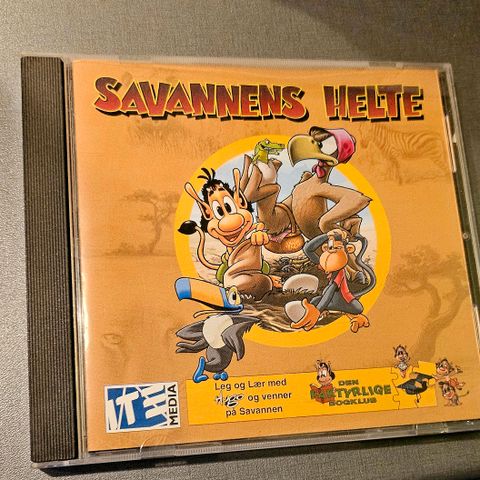 SAVANNENS HELTE
Leg og Lær med
HUGO og venner
på Savannen
DEN
EVENTYRLIGE
BOGKLUB
ITE
MEDIA